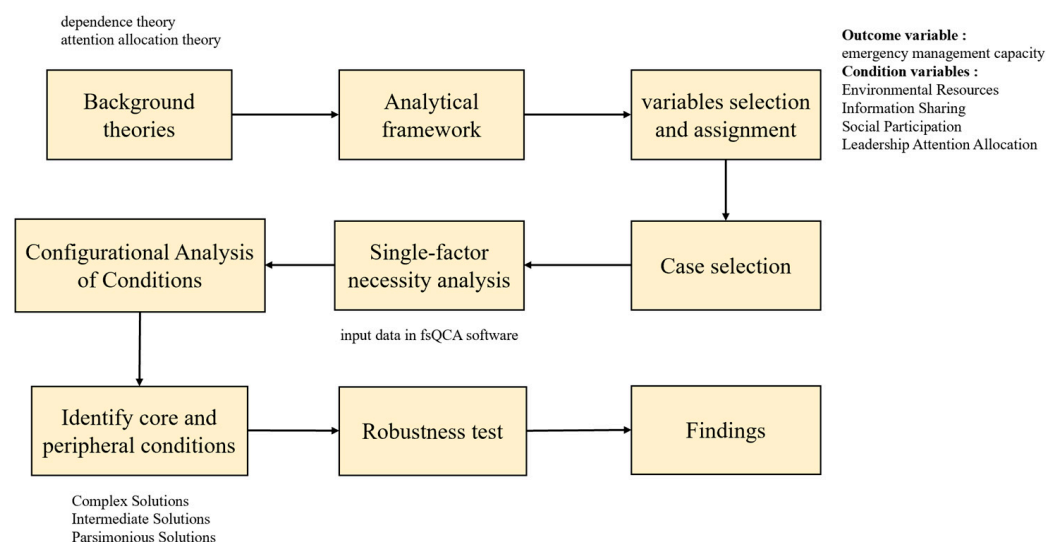 dependence theory
attention allocation theory
Background
theories
Analytical
framework
variables selection
and assignment
Outcome variable :
emergency management capacity
Condition variables :
Environmental Resources
Information Sharing
Social Participation
Leadership Attention Allocation
Configurational Analysis
of Conditions
Single-factor
necessity analysis
Case selection
input data in fsQCA software
Identify core and
peripheral conditions
Robustness test
Findings
Complex Solutions
Intermediate Solutions
Parsimonious Solutions